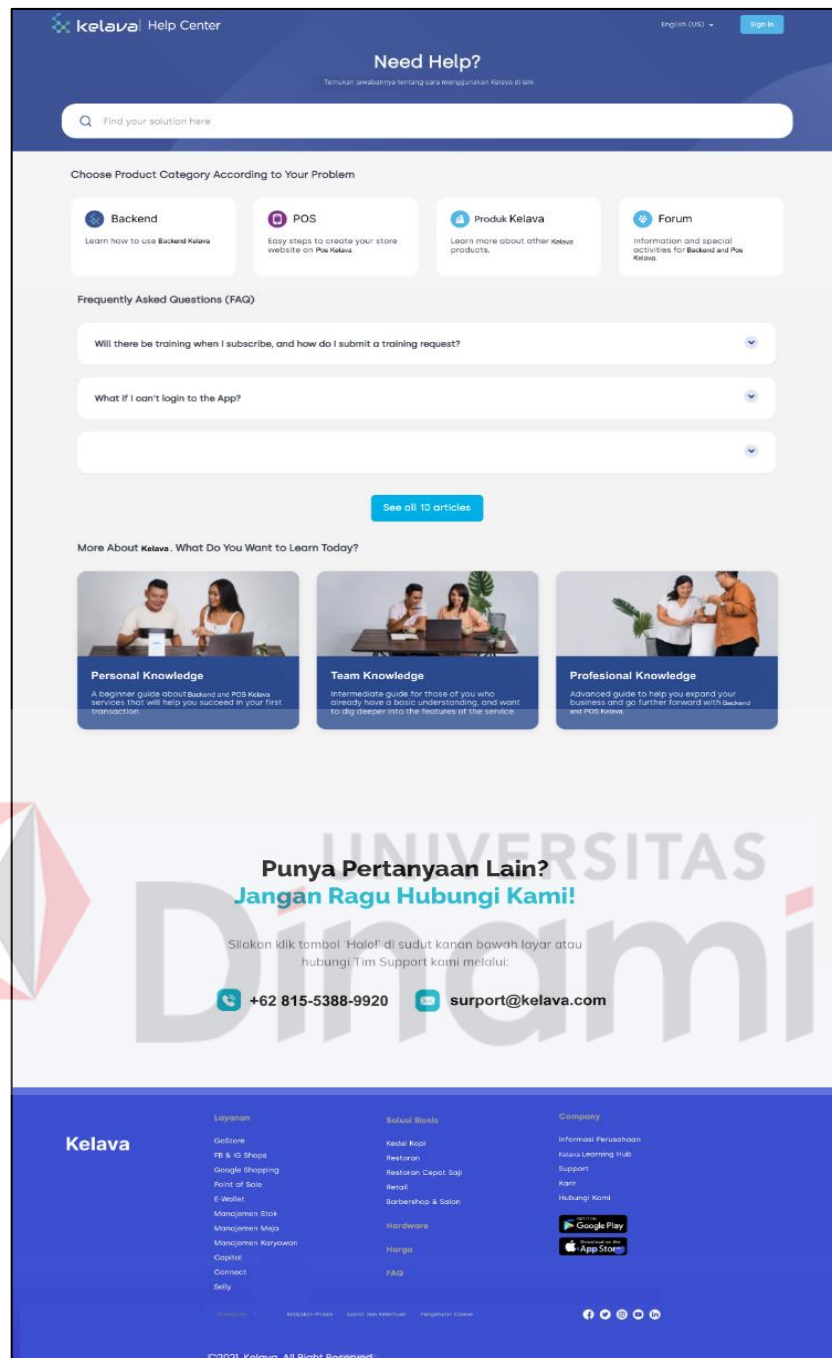 kelava Help Center
English (US)
Sign In
Need Help?
Temukan jawabannya tentang cara menggunakan Kelava di sini
Find your solution here
Choose Product Category According to Your Problem
Backend
Learn how to use Backend Kelava
POS
Easy steps to create your store
website on Pos Kelava
Produk Kelava
Learn more about other Kelava
products.
Forum
Information and special
activities for Backend and Pos
Kelava.
Frequently Asked Questions (FAQ)
Will there be training when I subscribe, and how do I submit a training request?
What if I can't login to the App?
See all 10 articles
More About Kelava. What Do You Want to Learn Today?
Personal Knowledge
A beginner guide about Backend and POS Kelava
services that will help you succeed in your first
transaction.
Team Knowledge
Intermediate guide for those of you who
already have a basic understanding, and want
to dig deeper into the features of the service.
Profesional Knowledge
Advanced guide to help you expand your
business and go further forward with Backend
and POS Kelava.
UNIVERSITAS
Dinami
Punya Pertanyaan Lain?
Jangan Ragu Hubungi Kami!
Silakan klik tombol 'Halo!' di sudut kanan bawah layar atau
hubungi Tim Support kami melalui:
+62 815-5388-9920
surport@kelava.com
Kelava
Layanan
GoStore
FB & IG Shops
Google Shopping
Point of Sale
E-Wallet
Manajemen Stok
Manajemen Meja
Manajemen Karyawan
Capital
Connect
Selly
Solusi Bisnis
Kedai Kopi
Restoran
Restoran Cepat Saji
Retail
Barbershop & Salon
Hardware
Harga
FAQ
Company
Informasi Perusahaan
Kelava Learning Hub
Support
Karir
Hubungi Kami
GET IT ON
Google Play
Download on the
App Store
Kebijakan Privasi
Syarat dan Ketentuan
Pengaturan Cookies
©2021 Kelava. All Right Reserved.